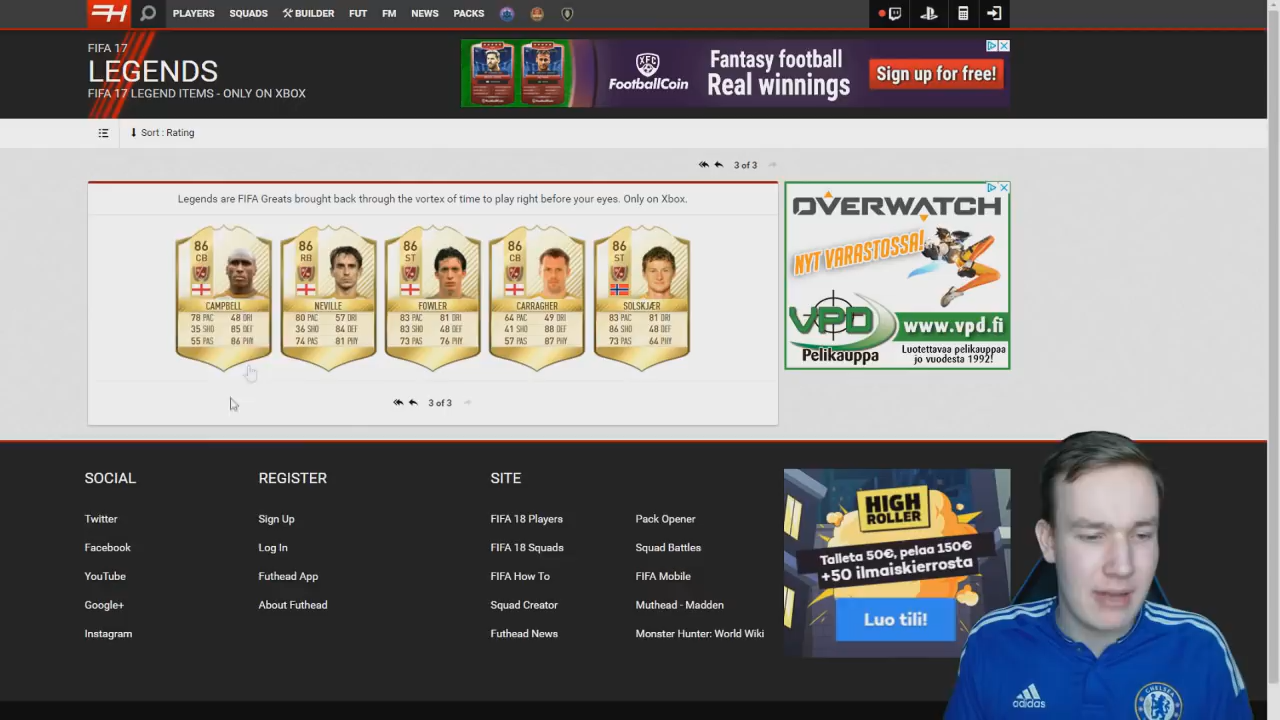 PLAYERS SQUADS BUILDER FUT FM NEWS PACKS
FIFA 17
LEGENDS
FIFA 17 LEGEND ITEMS - ONLY ON XBOX
XFC
FootballCoin
Fantasy football
Real winnings
Sign up for free!
Sort : Rating
3 of 3
Legends are FIFA Greats brought back through the vortex of time to play right before your eyes. Only on Xbox.
86
CB
CAMPBELL
78 PAC 48 DRI
35 SHO 85 DEF
55 PAS 86 PHY
86
RB
NEVILLE
80 PAC 57 DRI
36 SHO 84 DEF
74 PAS 81 PHY
86
ST
FOWLER
83 PAC 81 DRI
83 SHO 48 DEF
73 PAS 76 PHY
86
CB
CARRAGHER
64 PAC 49 DRI
41 SHO 88 DEF
57 PAS 87 PHY
86
ST
SOLSKJÆR
83 PAC 81 DRI
86 SHO 48 DEF
73 PAS 64 PHY
3 of 3
OVERWATCH
NYT VARASTOSSA!
VPD
Pelikauppa
www.vpd.fi
Luotettavaa pelikauppaa
jo vuodesta 1992!
SOCIAL
Twitter
Facebook
YouTube
Google+
Instagram
REGISTER
Sign Up
Log In
Futhead App
About Futhead
SITE
FIFA 18 Players
FIFA 18 Squads
FIFA How To
Squad Creator
Futhead News
Pack Opener
Squad Battles
FIFA Mobile
Muthead - Madden
Monster Hunter: World Wiki
HIGH
ROLLER
Talleta 50€, pelaa 150€
+50 ilmaiskierrosta
Luo tili!
adidas
CHELSEA